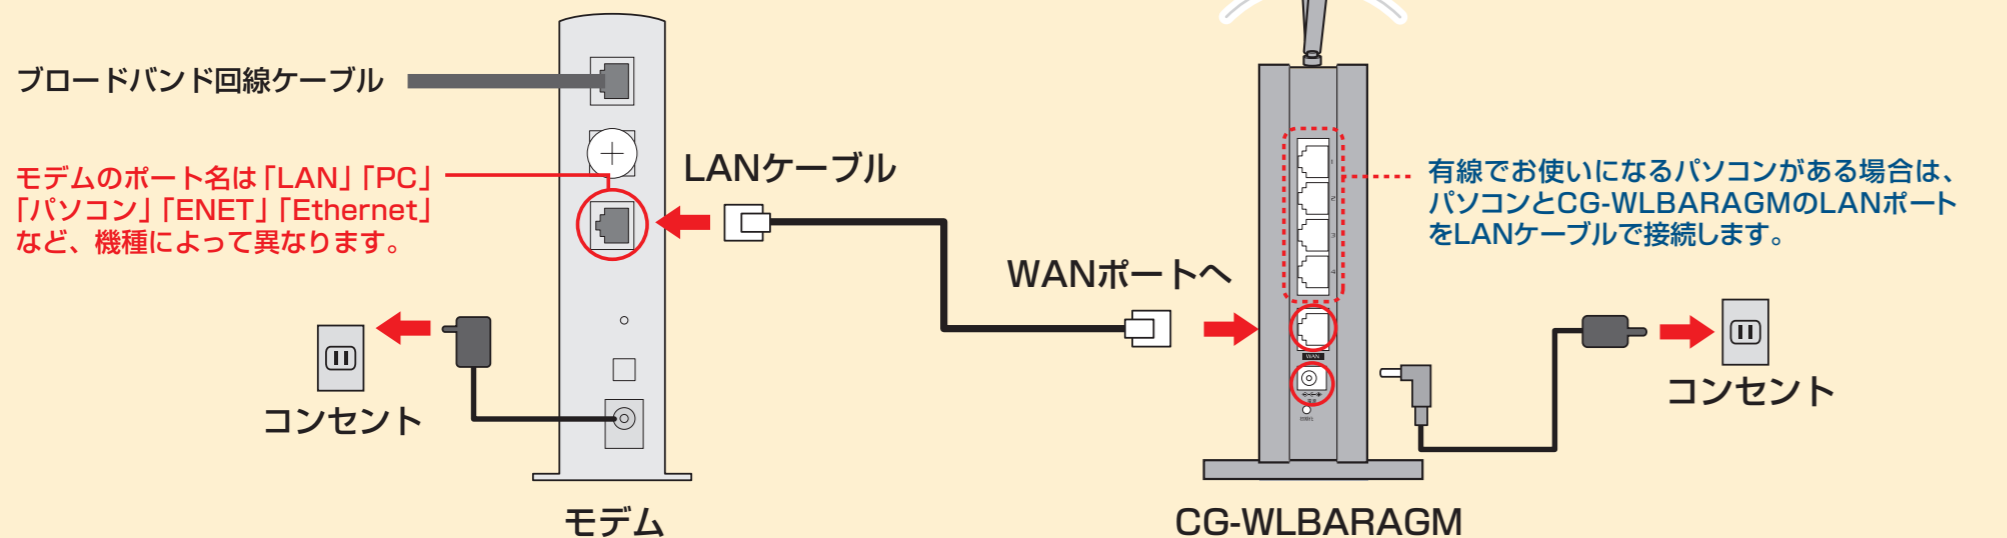 ブロードバンド回線ケーブル
モデムのポート名は「LAN」「PC」
「パソコン」「ENET」「Ethernet」
など、機種によって異なります。
LANケーブル
WANポートへ
有線でお使いになるパソコンがある場合は、
パソコンとCG-WLBARAGMのLANポート
をLANケーブルで接続します。
1
2
3
4
WAN
コンセント
コンセント
モデム
CG-WLBARAGM